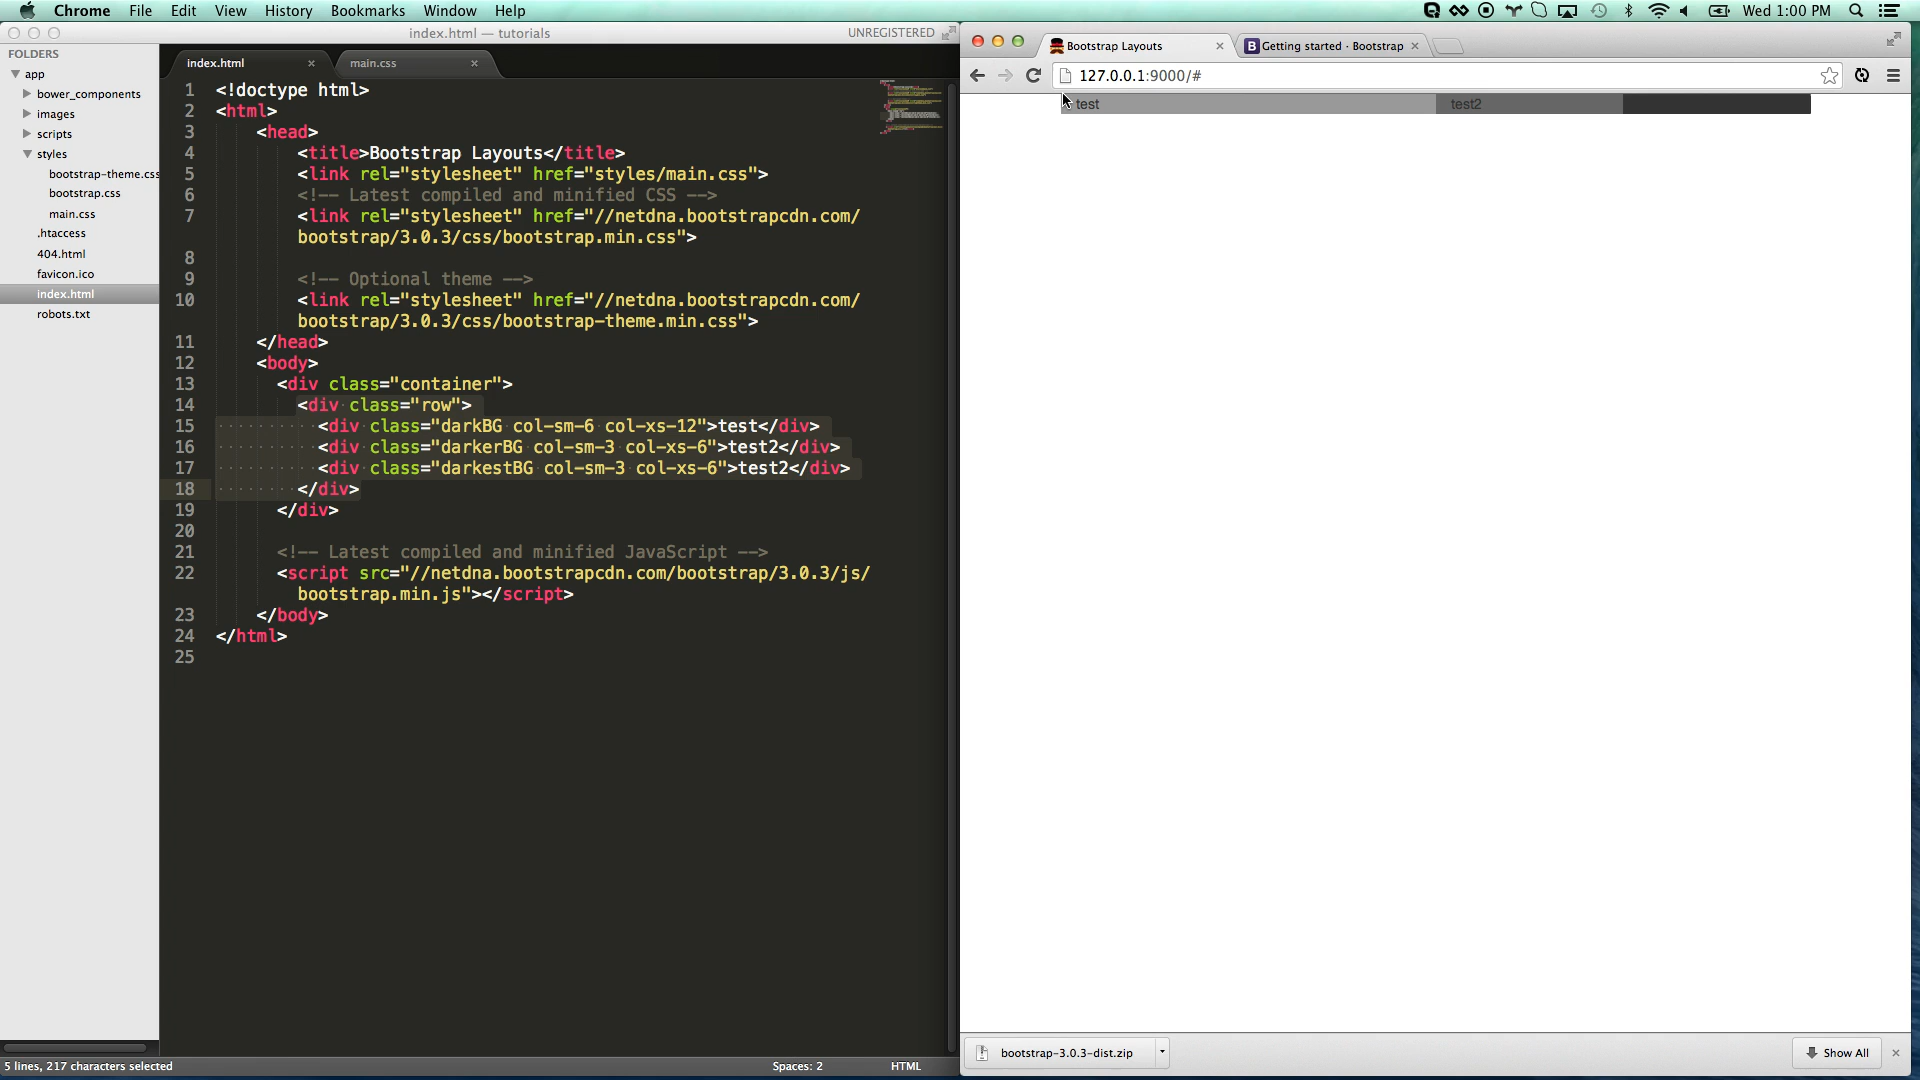 Chrome File Edit View History Bookmarks Window Help Wed 1:00 PM
index.html — tutorials UNREGISTERED
FOLDERS
app
bower_components
images
scripts
styles
bootstrap-theme.css
bootstrap.css
main.css
.htaccess
404.html
favicon.ico
index.html
robots.txt
index.html main.css
1 <!doctype html>
2 <html>
3 <head>
4 <title>Bootstrap Layouts</title>
5 <link rel="stylesheet" href="styles/main.css">
6 <!-- Latest compiled and minified CSS -->
7 <link rel="stylesheet" href="//netdna.bootstrapcdn.com/
bootstrap/3.0.3/css/bootstrap.min.css">
8
9 <!-- Optional theme -->
10 <link rel="stylesheet" href="//netdna.bootstrapcdn.com/
bootstrap/3.0.3/css/bootstrap-theme.min.css">
11 </head>
12 <body>
13 <div class="container">
14 <div class="row">
15 <div class="darkBG col-sm-6 col-xs-12">test</div>
16 <div class="darkerBG col-sm-3 col-xs-6">test2</div>
17 <div class="darkestBG col-sm-3 col-xs-6">test2</div>
18 </div>
19 </div>
20
21 <!-- Latest compiled and minified JavaScript -->
22 <script src="//netdna.bootstrapcdn.com/bootstrap/3.0.3/js/
bootstrap.min.js"></script>
23 </body>
24 </html>
25
5 lines, 217 characters selected Spaces: 2 HTML
Bootstrap Layouts B Getting started · Bootstrap
127.0.0.1:9000/#
test test2
bootstrap-3.0.3-dist.zip Show All